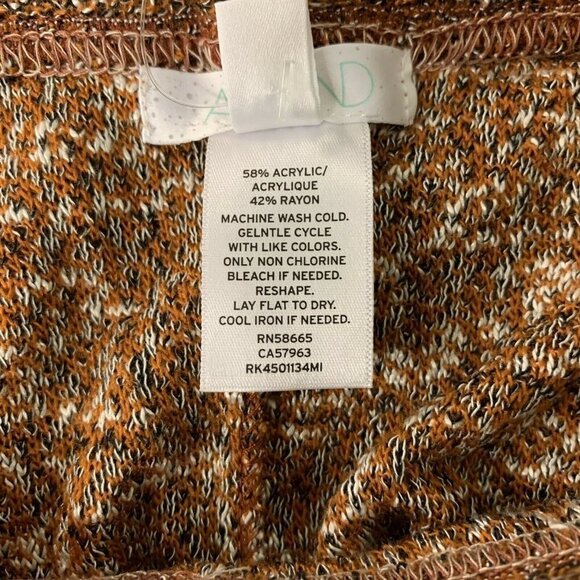 58% ACRYLIC/
ACRYLIQUE
42% RAYON
MACHINE WASH COLD.
GELNTLE CYCLE
WITH LIKE COLORS.
ONLY NON CHLORINE
BLEACH IF NEEDED.
RESHAPE.
LAY FLAT TO DRY.
COOL IRON IF NEEDED.
RN58665
CA57963
RK4501134MI